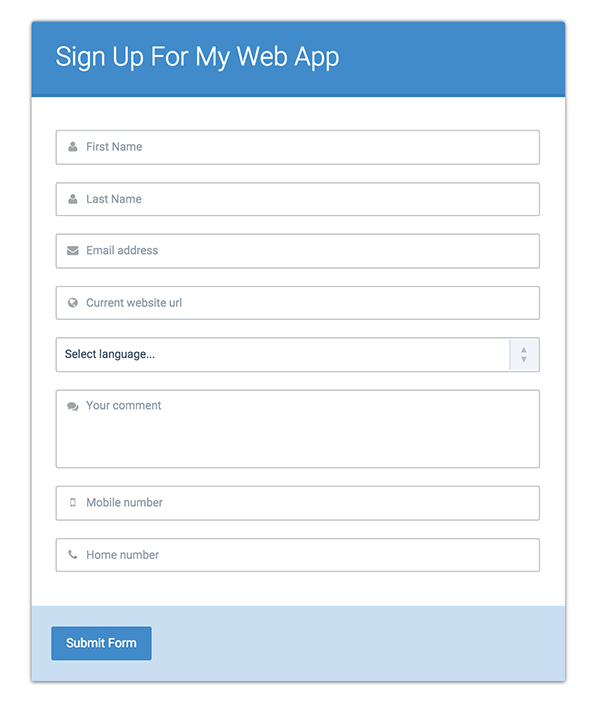 Sign Up For My Web App
First Name
Last Name
Email address
Current website url
Select language...
Your comment
Mobile number
Home number
Submit Form